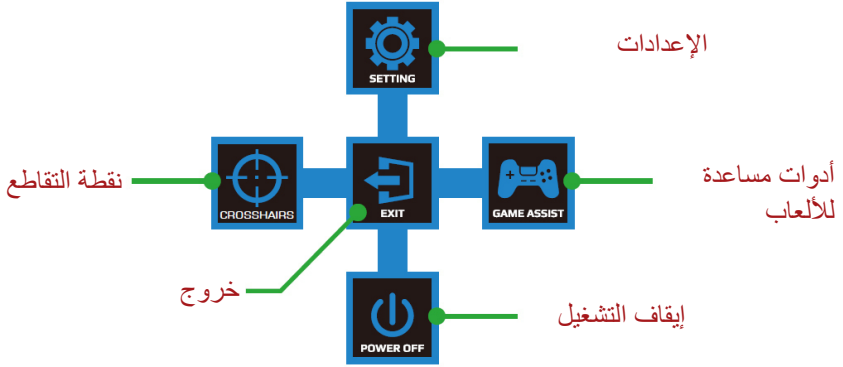 SETTING
الإعدادات
CROSSHAIRS
نقطة التقاطع
EXIT
خروج
GAME ASSIST
أدوات مساعدة
للألعاب
POWER OFF
إيقاف التشغيل